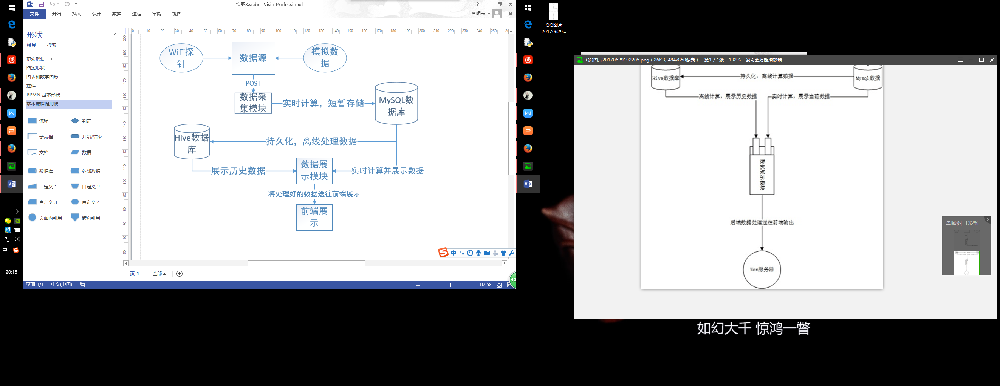 绘图3.vsdx - Visio Professional
文件
开始
插入
设计
数据
进程
审阅
视图
李明志
形状
模具
搜索
更多形状
图案形状
图表和数学图形
控件
BPMN 基本形状
基本流程图形状
流程
判定
子流程
开始/结束
文档
数据
数据库
外部数据
自定义 1
自定义 2
自定义 3
自定义 4
页面内引用
跨页引用
0 10 20 30 40 50 60 70 80 90 100 110 120 130 140 150 160 170 180 190 200 210 220 230 240 250
200
190
180
170
160
150
140
130
120
110
100
90
80
70
60
50
WiFi探
针
数据源
模拟数
据
POST
数据采
集模块
实时计算，短暂存储
MySQL数
据库
Hive数据
库
持久化，离线处理数据
展示历史数据
数据展
示模块
实时计算并展示数据
将处理好的数据送往前端展示
前端展
示
中
页-1
全部
页面 1/1
中文(中国)
101%
43
中
20:15
QQ图片
20170629...
QQ图片20170629192205.png ( 26KB, 484x850像素 ) - 第1 / 1张 - 132% - 爱奇艺万能播放器
Hive数据库
持久化，离线计算数据
Mysql数据
离线计算，展示历史数据
实时计算，展示当前数据
数据展示模块
后端数据处理送往前端输出
Wen服务器
鸟瞰图 132%
如幻大千 惊鸿一瞥